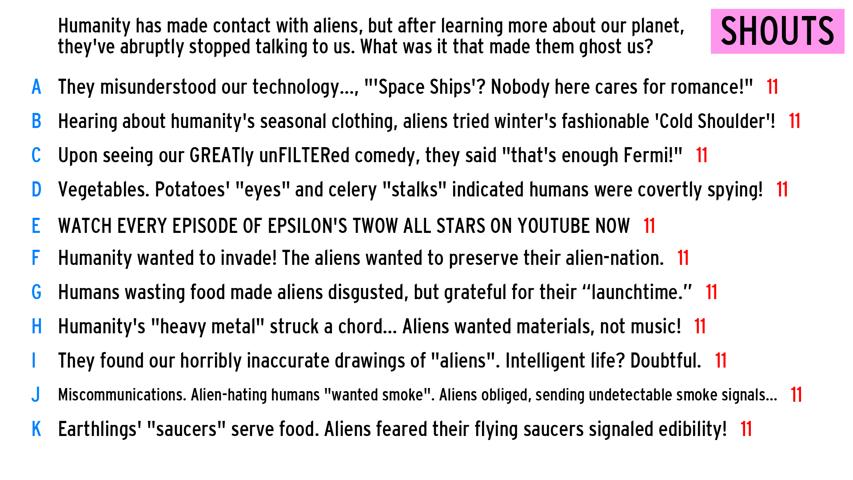 Humanity has made contact with aliens, but after learning more about our planet,
they've abruptly stopped talking to us. What was it that made them ghost us?
SHOUTS
A They misunderstood our technology..., "'Space Ships'? Nobody here cares for romance!" 11
B Hearing about humanity's seasonal clothing, aliens tried winter's fashionable 'Cold Shoulder'! 11
C Upon seeing our GREATly unFILTERed comedy, they said "that's enough Fermi!" 11
D Vegetables. Potatoes' "eyes" and celery "stalks" indicated humans were covertly spying! 11
E WATCH EVERY EPISODE OF EPSILON'S TWOW ALL STARS ON YOUTUBE NOW 11
F Humanity wanted to invade! The aliens wanted to preserve their alien-nation. 11
G Humans wasting food made aliens disgusted, but grateful for their “launchtime.” 11
H Humanity's "heavy metal" struck a chord... Aliens wanted materials, not music! 11
I They found our horribly inaccurate drawings of "aliens". Intelligent life? Doubtful. 11
J Miscommunications. Alien-hating humans "wanted smoke". Aliens obliged, sending undetectable smoke signals... 11
K Earthlings' "saucers" serve food. Aliens feared their flying saucers signaled edibility! 11